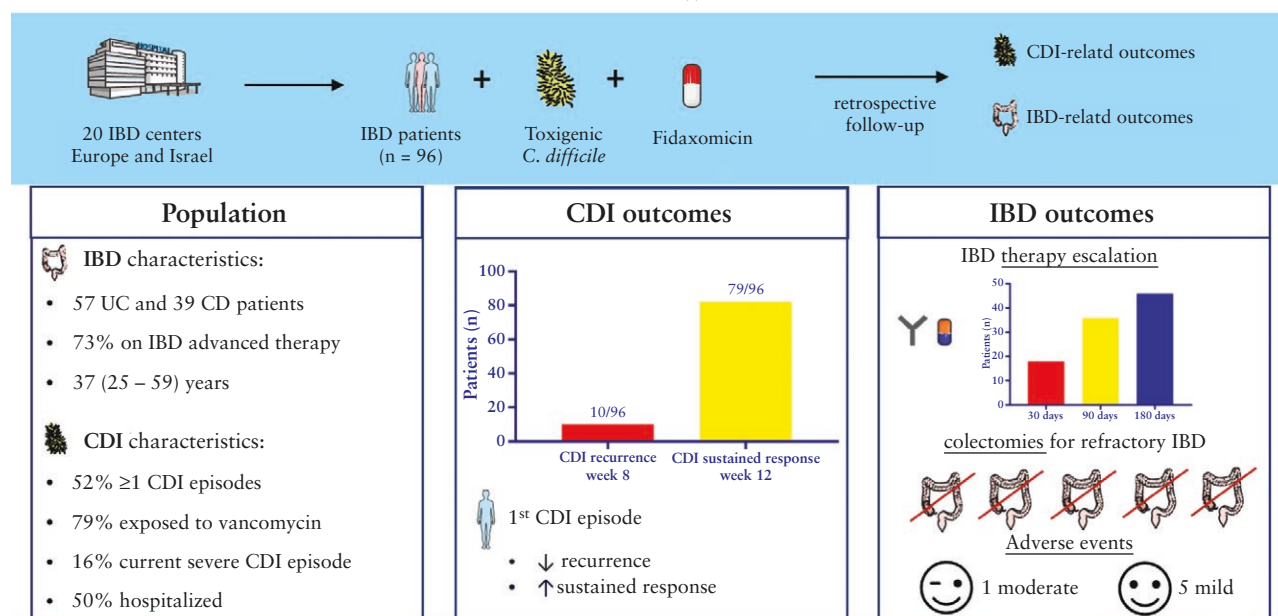 HOSPITAL
20 IBD centers
Europe and Israel
+
+
IBD patients
(n = 96)
Toxigenic
C. difficile
Fidaxomicin
retrospective
follow-up
CDI-relatd outcomes
IBD-relatd outcomes
Population
IBD characteristics:
• 57 UC and 39 CD patients
• 73% on IBD advanced therapy
• 37 (25 – 59) years
CDI characteristics:
• 52% ≥1 CDI episodes
• 79% exposed to vancomycin
• 16% current severe CDI episode
• 50% hospitalized
CDI outcomes
Patients (n)
100
80
60
40
20
0
10/96
79/96
CDI recurrence
week 8
CDI sustained response
week 12
1st CDI episode
• ↓ recurrence
• ↑ sustained response
IBD outcomes
IBD therapy escalation
Patients (n)
50
40
30
20
10
0
30 days
90 days
180 days
colectomies for refractory IBD
Adverse events
1 moderate
5 mild